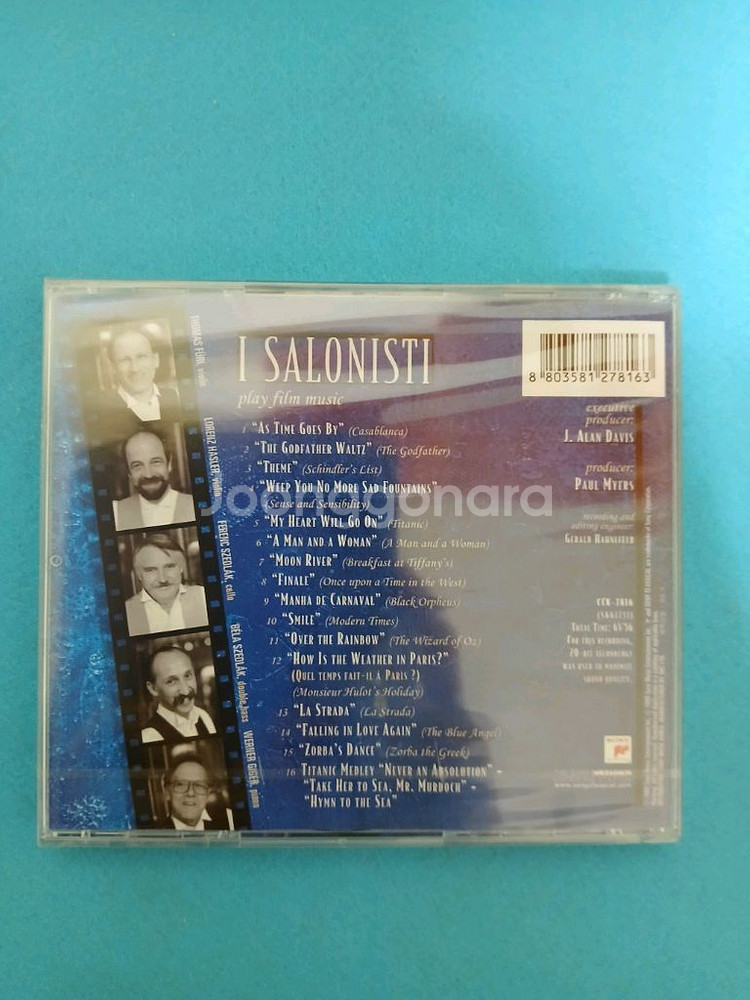 I SALONISTI
play film music
1 "AS TIME GOES BY" (Casablanca)
2 "THE GODFATHER WALTZ" (The Godfather)
3 "THEME" (Schindler's List)
4 "WEEP YOU NO MORE SAD FOUNTAINS"
(Sense and Sensibility)
5 "MY HEART WILL GO ON" (Titanic)
6 "A MAN AND A WOMAN" (A Man and a Woman)
7 "MOON RIVER" (Breakfast at Tiffany's)
8 "FINALE" (Once upon a Time in the West)
9 "MANHA DE CARNAVAL" (Black Orpheus)
10 "SMILE" (Modern Times)
11 "OVER THE RAINBOW" (The Wizard of Oz)
12 "HOW IS THE WEATHER IN PARIS?"
(QUEL TEMPS FAIT-IL A PARIS?)
(Monsieur Hulot's Holiday)
13 "LA STRADA" (La Strada)
14 "FALLING IN LOVE AGAIN" (The Blue Angel)
15 "ZORBA'S DANCE" (Zorba the Greek)
16 TITANIC MEDLEY "NEVER AN ABSOLUTION" -
"TAKE HER TO SEA, MR. MURDOCH" -
"HYMN TO THE SEA"
THOMAS FÜRI, violin
LORENZ HASLER, violin
FERENC SZEDLÁK, cello
BÉLA SZEDLÁK, double bass
WERNER GIGER, piano
8 803581 278163
executive
producer:
J. ALAN DAVIS
producer:
PAUL MYERS
recording and
editing engineer
CCK-7816
TOTAL TIME:
FOR THIS RECORDING,
20-BIT TECHNOLOGY
WAS USED TO MAXIMIZE
SOUND QUALITY.
SONY
Joonggonara